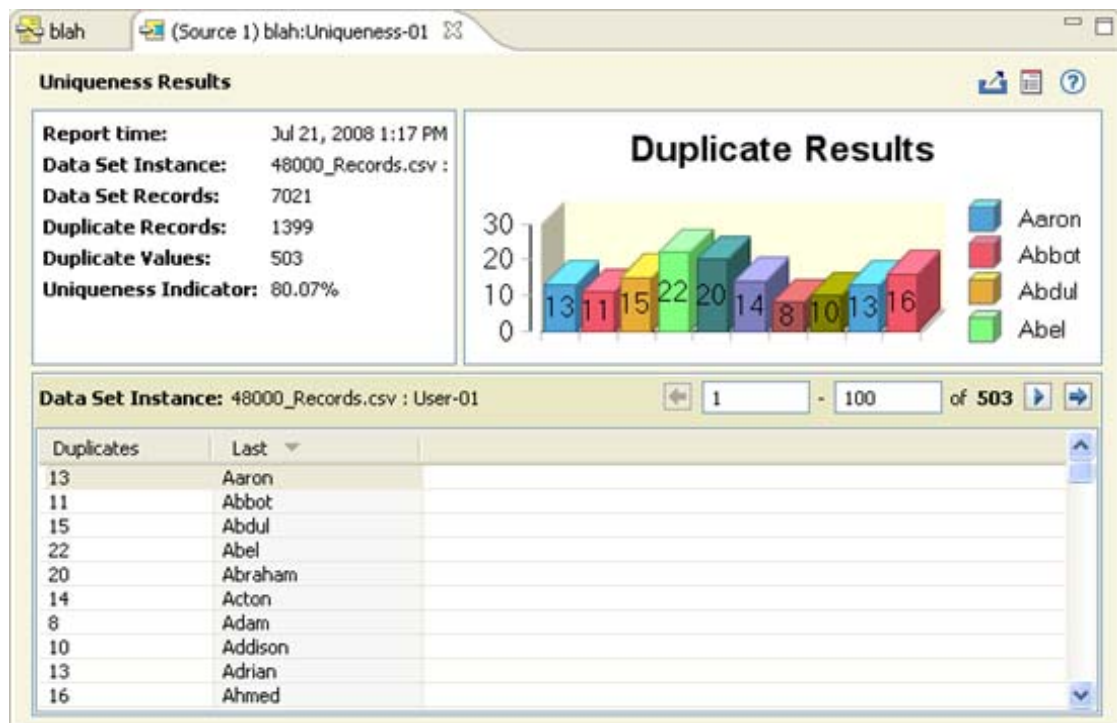 blah
(Source 1) blah:Uniqueness-01
Uniqueness Results
Report time: Jul 21, 2008 1:17 PM
Data Set Instance: 48000_Records.csv :
Data Set Records: 7021
Duplicate Records: 1399
Duplicate Values: 503
Uniqueness Indicator: 80.07%
Duplicate Results
30
20
10
0
13 11 15 22 20 14 8 10 13 16
Aaron
Abbot
Abdul
Abel
Data Set Instance: 48000_Records.csv : User-01
1 - 100 of 503
Duplicates Last
13 Aaron
11 Abbot
15 Abdul
22 Abel
20 Abraham
14 Acton
8 Adam
10 Addison
13 Adrian
16 Ahmed